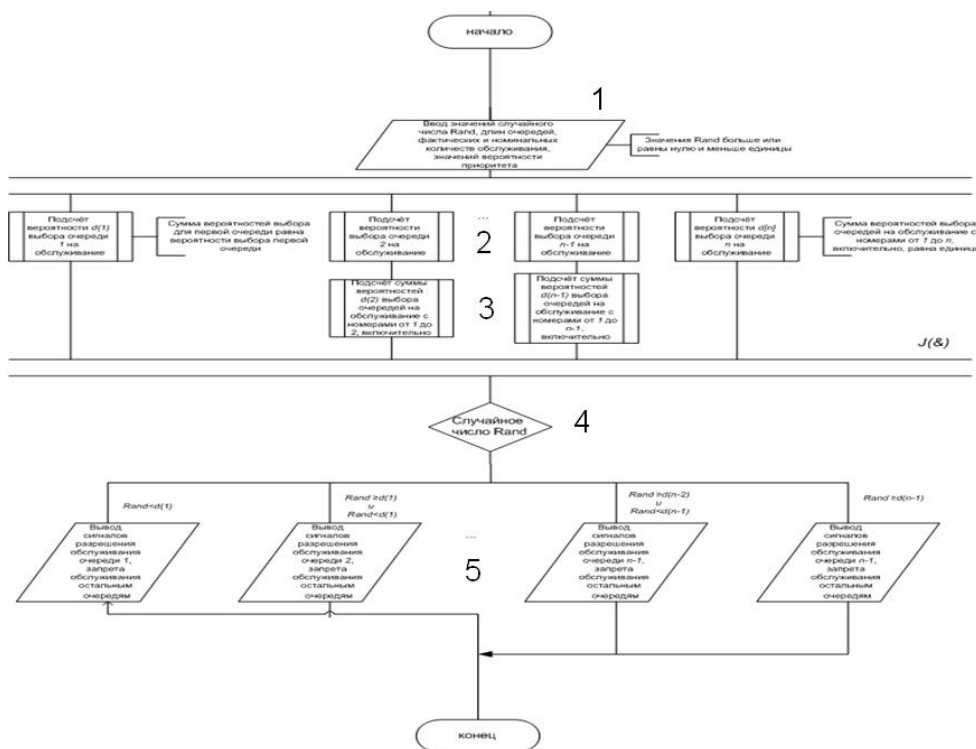 начало
1
Ввод значений случайного
числа Rand, длин очередей,
фактических и номинальных
количеств обслуживания,
значений вероятности
приоритета
Значения Rand больше или
равны нулю и меньше единицы
Подсчёт
вероятности d(1)
выбора очереди
1 на
обслуживание
Сумма вероятностей выбора
для первой очереди равна
вероятности выбора первой
очереди
Подсчёт
вероятности
выбора очереди
2 на
обслуживание
...
2
Подсчёт
вероятности
выбора очереди
n-1 на
обслуживание
Подсчёт
вероятности d[n]
выбора очереди
n на
обслуживание
Сумма вероятностей выбора
очередей на обслуживание с
номерами от 1 до n,
включительно, равна единице
Подсчёт суммы
вероятностей
d(2) выбора
очередей на
обслуживание с
номерами от 1 до
2, включительно
3
Подсчёт суммы
вероятностей
d(n-1) выбора
очередей на
обслуживание с
номерами от 1 до
n-1,
включительно
J(&)
Случайное
число Rand
4
Rand<d(1)
Rand ≥d(1)
и
Rand<d(1)
Rand ≥d(n-2)
и
Rand<d(n-1)
Rand ≥d(n-1)
Вывод
сигналов
разрешения
обслуживания
очереди 1,
запрета
обслуживания
остальным
очередям
Вывод
сигналов
разрешения
обслуживания
очереди 2,
запрета
обслуживания
остальным
очередям
...
5
Вывод
сигналов
разрешения
обслуживания
очереди n-1,
запрета
обслуживания
остальным
очередям
Вывод
сигналов
разрешения
обслуживания
очереди n-1,
запрета
обслуживания
остальным
очередям
конец